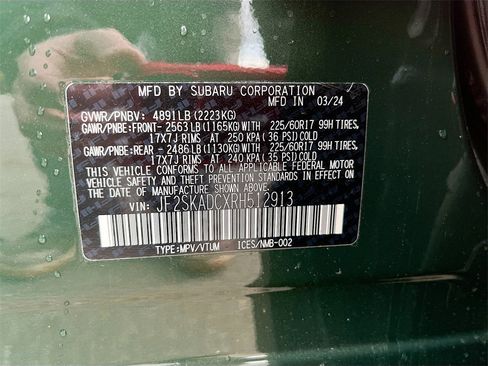 MFD BY SUBARU CORPORATION J
MFD IN 03/24
GVWR/PNBV: 4891LB(2223KG)
GAWR/PNBE:FRONT- 2563LB(1165KG)WITH 225/60R17 99H TIRES,
17X7J RIMS AT 250 KPA(36 PSI)COLD
GAWR/PNBE:REAR - 2486LB(1130KG)WITH 225/60R17 99H TIRES,
17X7J RIMS AT 240 KPA(35 PSI)COLD
THIS VEHICLE CONFORMS TO ALL APPLICABLE FEDERAL MOTOR
VEHICLE SAFETY AND THEFT PREVENTION STANDARDS IN EFFECT
ON THE DATE OF MANUFACTURE SHOWN ABOVE.
VIN: JF2SKADCXRH512913
TYPE:MPV/VTUM ICES/NMB-002